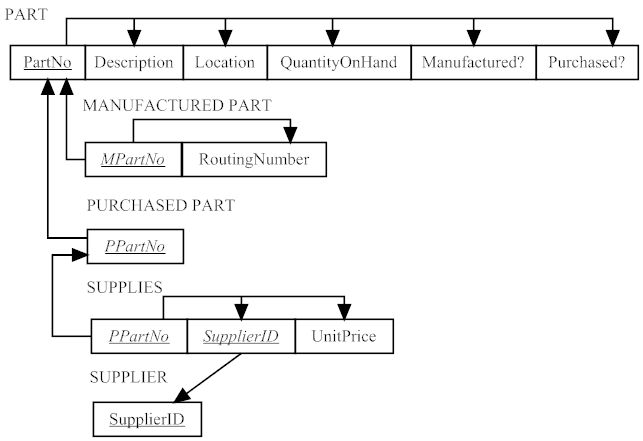 PART
PartNo Description Location QuantityOnHand Manufactured? Purchased?
MANUFACTURED PART
MPartNo RoutingNumber
PURCHASED PART
PPartNo
SUPPLIES
PPartNo SupplierID UnitPrice
SUPPLIER
SupplierID